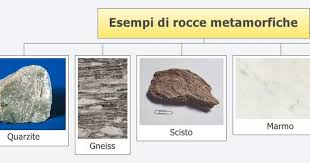 Esempi di rocce metamorfiche
Quarzite
Gneiss
Scisto
Marmo